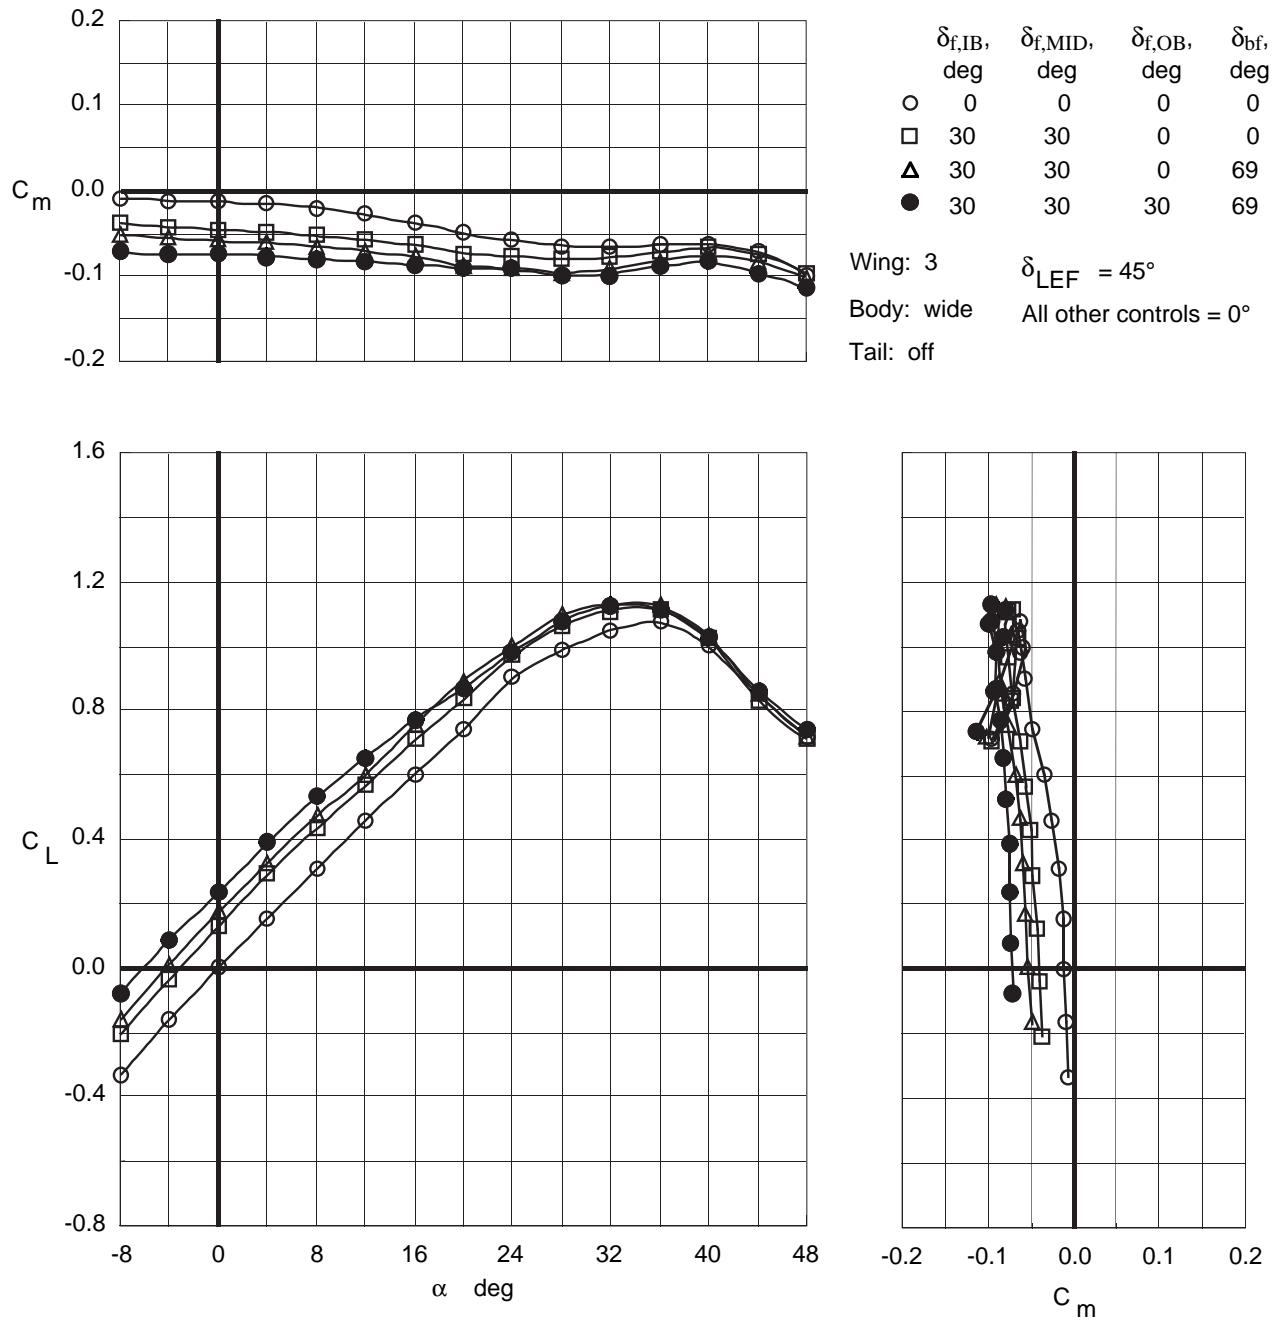 0.2
0.1
0.0
-0.1
-0.2
C m
δf,IB, δf,MID, δf,OB, δbf,
deg deg deg deg
0 0 0 0
30 30 0 0
30 30 0 69
30 30 30 69
Wing: 3 δLEF = 45°
Body: wide All other controls = 0°
Tail: off
1.6
1.2
0.8
0.4
0.0
-0.4
-0.8
C L
-8 0 8 16 24 32 40 48
α deg
-0.2 -0.1 0.0 0.1 0.2
C m